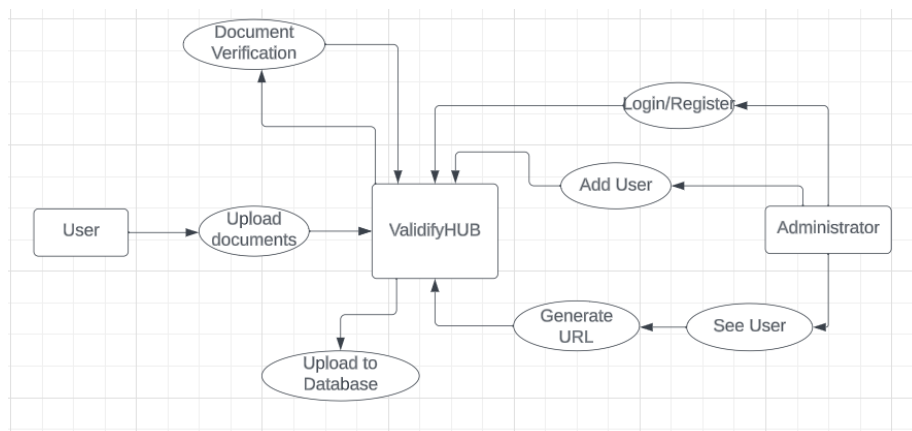 Document
Verification
Login/Register
Add User
User
Upload
documents
ValidifyHUB
Administrator
Generate
URL
See User
Upload to
Database